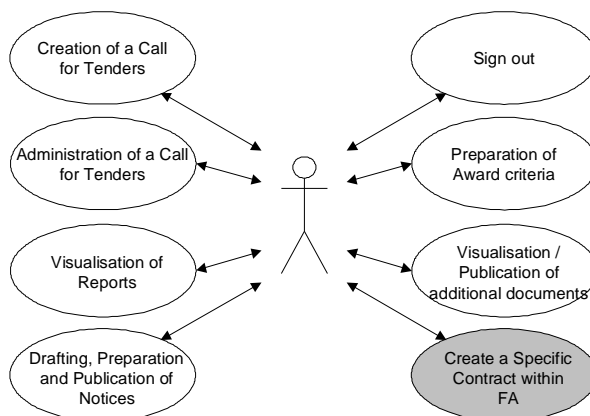 Creation of a Call
for Tenders
Sign out
Administration of a Call
for Tenders
Preparation of
Award criteria
Visualisation of
Reports
Visualisation /
Publication of
additional documents
Drafting, Preparation
and Publication of
Notices
Create a Specific
Contract within
FA